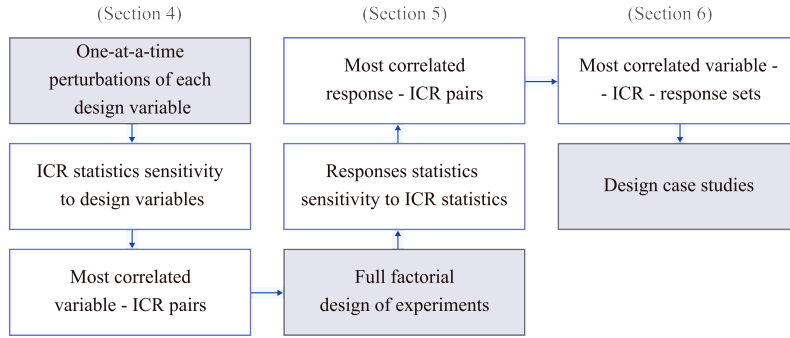 (Section 4)
One-at-a-time
perturbations of each
design variable
ICR statistics sensitivity
to design variables
Most correlated
variable - ICR pairs
(Section 5)
Most correlated
response - ICR pairs
Responses statistics
sensitivity to ICR statistics
Full factorial
design of experiments
(Section 6)
Most correlated variable -
- ICR - response sets
Design case studies